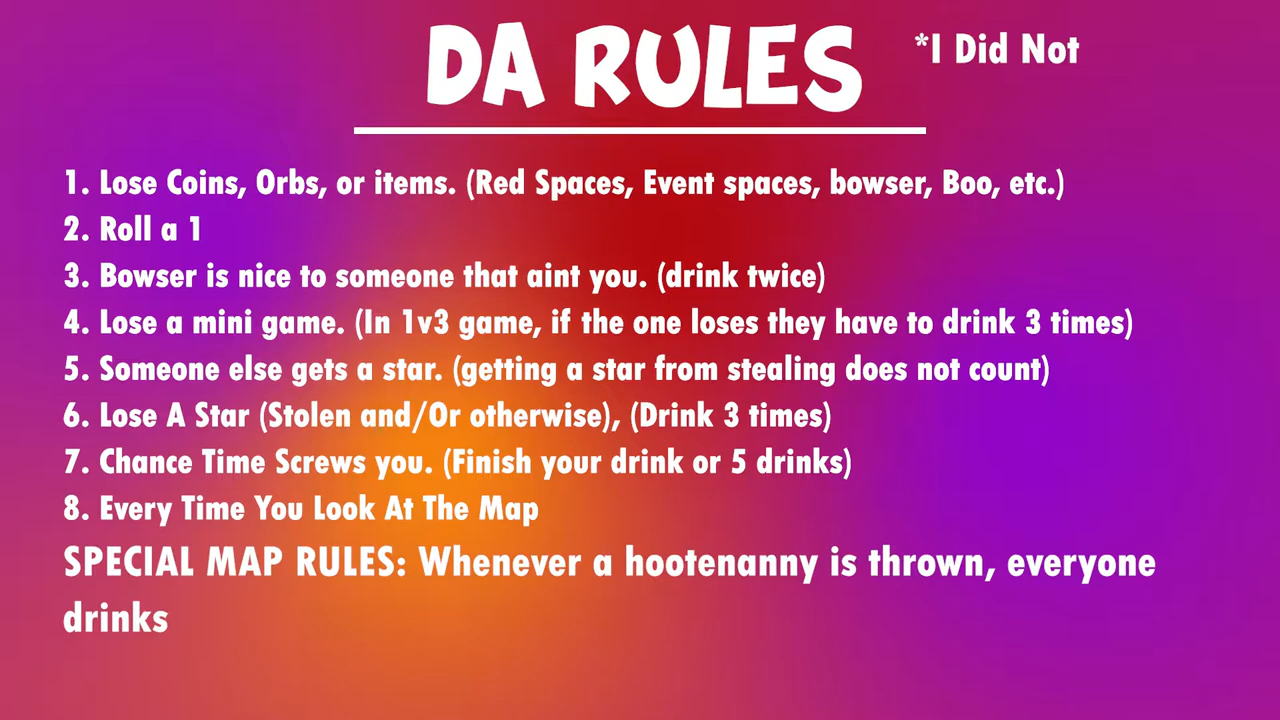 DA RULES
*I Did Not
1. Lose Coins, Orbs, or items. (Red Spaces, Event spaces, bowser, Boo, etc.)
2. Roll a 1
3. Bowser is nice to someone that aint you. (drink twice)
4. Lose a mini game. (In 1v3 game, if the one loses they have to drink 3 times)
5. Someone else gets a star. (getting a star from stealing does not count)
6. Lose A Star (Stolen and/Or otherwise), (Drink 3 times)
7. Chance Time Screws you. (Finish your drink or 5 drinks)
8. Every Time You Look At The Map
SPECIAL MAP RULES: Whenever a hootenanny is thrown, everyone
drinks